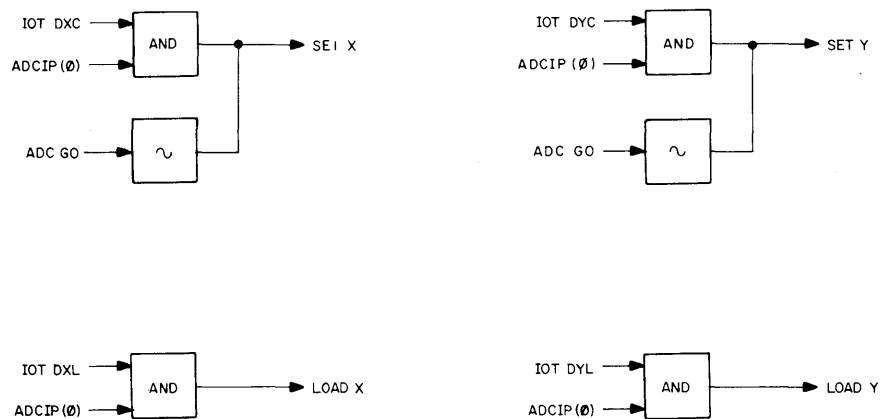 IOT DXC
AND
SET X
ADCIP(Ø)
ADC GO
∿
IOT DYC
AND
SET Y
ADCIP(Ø)
ADC GO
∿
IOT DXL
AND
LOAD X
ADCIP(Ø)
IOT DYL
AND
LOAD Y
ADCIP(Ø)